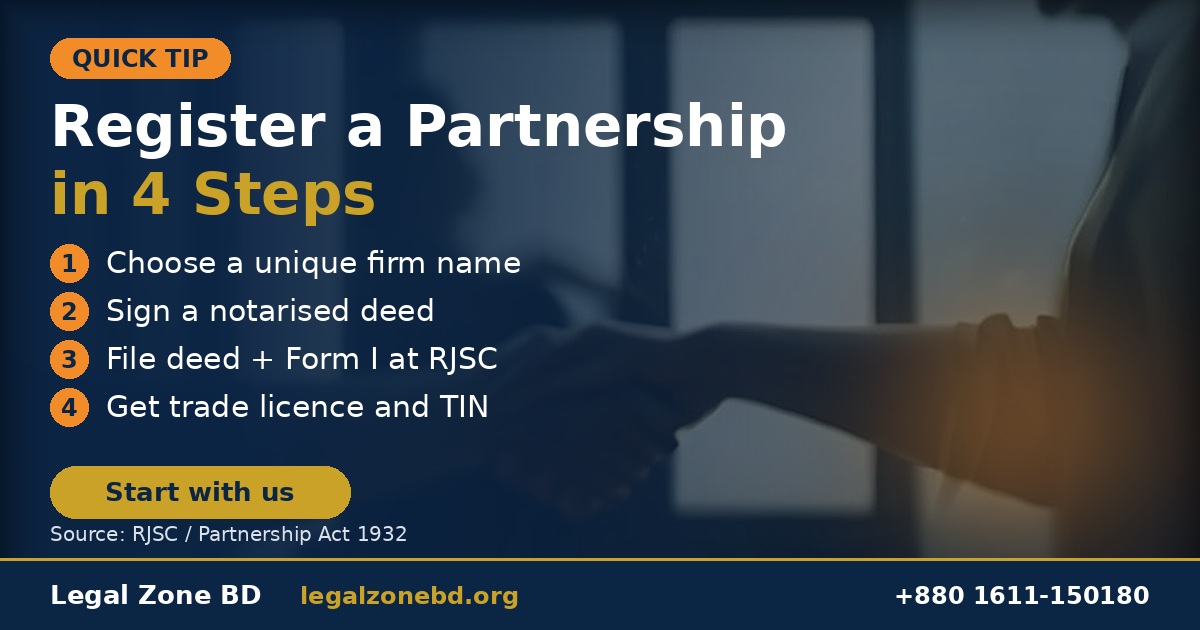 QUICK TIP
Register a Partnership
in 4 Steps
1 Choose a unique firm name
2 Sign a notarised deed
3 File deed + Form I at RJSC
4 Get trade licence and TIN
Start with us
Source: RJSC / Partnership Act 1932
Legal Zone BD legalzonebd.org +880 1611-150180